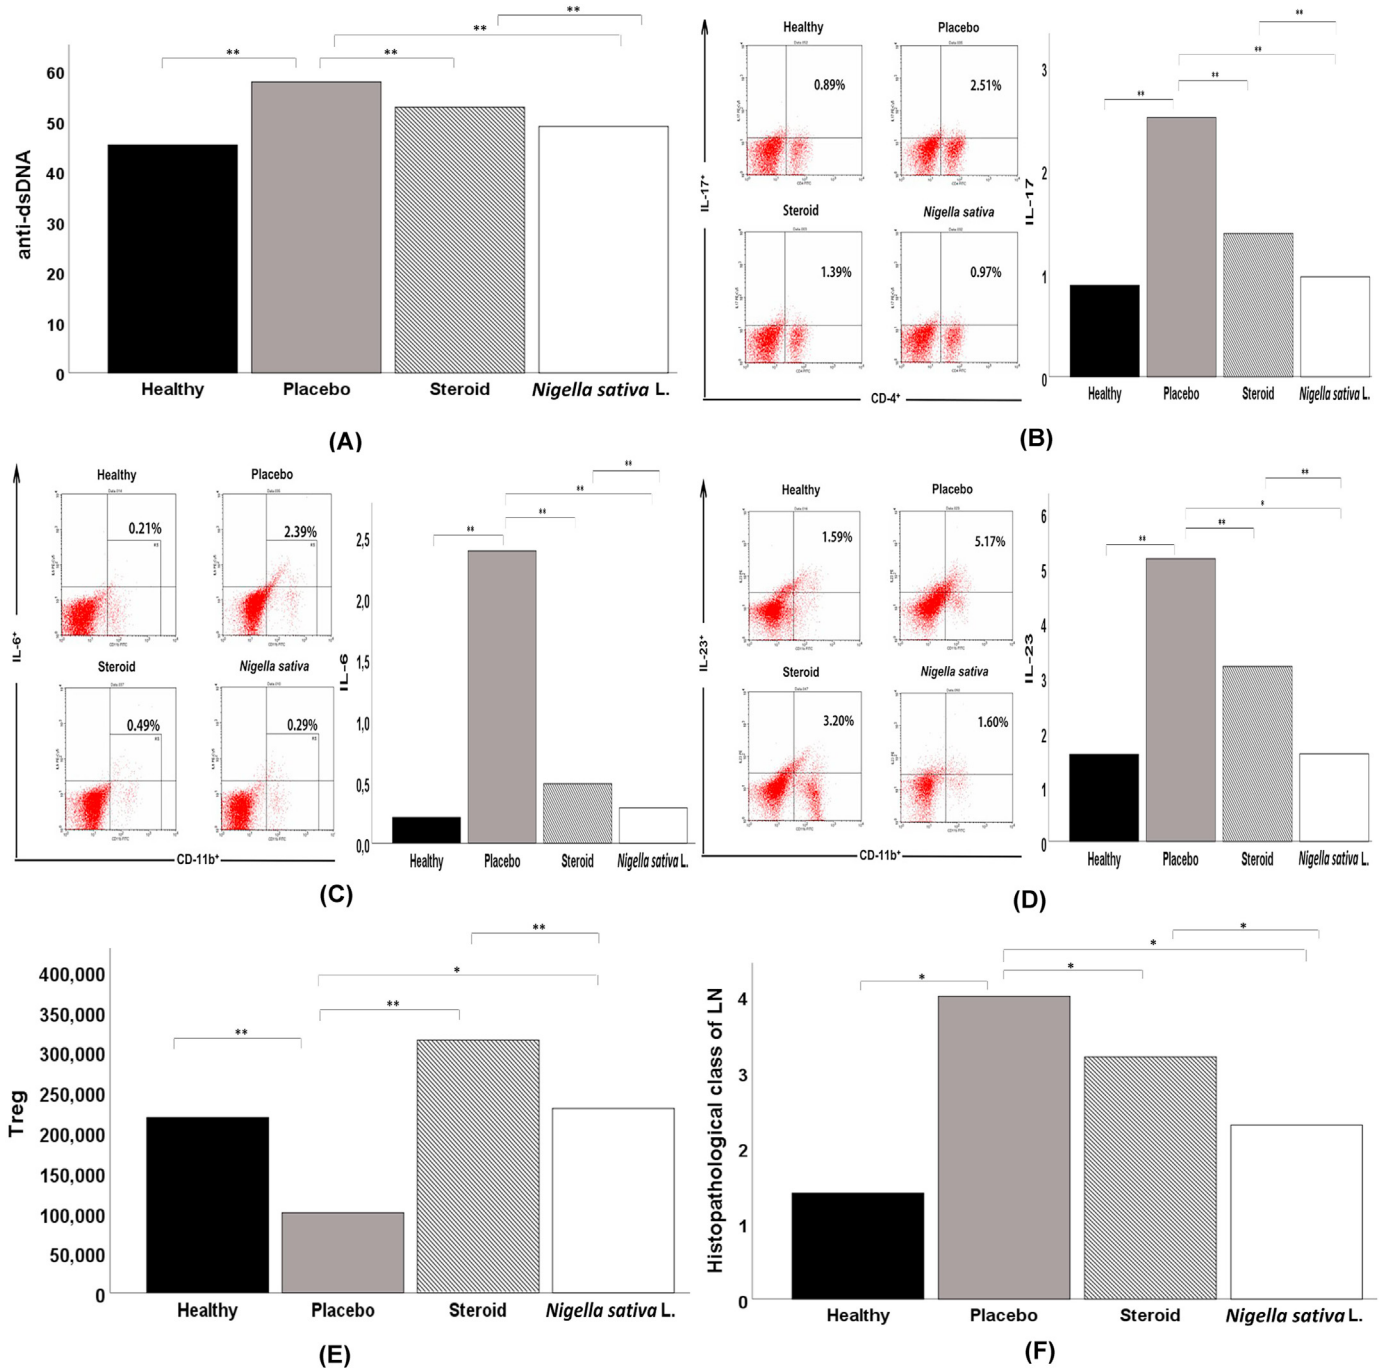 **
**
**
**
60
50
40
30
20
10
0
anti-dsDNA
Healthy Placebo Steroid Nigella sativa L.
(A)
Healthy Placebo
0.89% 2.51%
Steroid Nigella sativa
1.39% 0.97%
IL-17+
CD-4+
**
**
**
**
3
2
1
0
IL-17
Healthy Placebo Steroid Nigella sativa L.
(B)
Healthy Placebo
0.21% 2.39%
Steroid Nigella sativa
0.49% 0.29%
IL-6+
CD-11b+
**
**
**
**
2,5
2,0
1,5
1,0
0,5
0,0
IL-6
Healthy Placebo Steroid Nigella sativa L.
(C)
Healthy Placebo
1.59% 5.17%
Steroid Nigella sativa
3.20% 1.60%
IL-23+
CD-11b+
**
*
**
**
6
5
4
3
2
1
0
IL-23
Healthy Placebo Steroid Nigella sativa L.
(D)
**
*
**
**
400,000
350,000
300,000
250,000
200,000
150,000
100,000
50,000
0
Treg
Healthy Placebo Steroid Nigella sativa L.
(E)
*
*
*
*
4
3
2
1
0
Histopathological class of LN
Healthy Placebo Steroid Nigella sativa L.
(F)